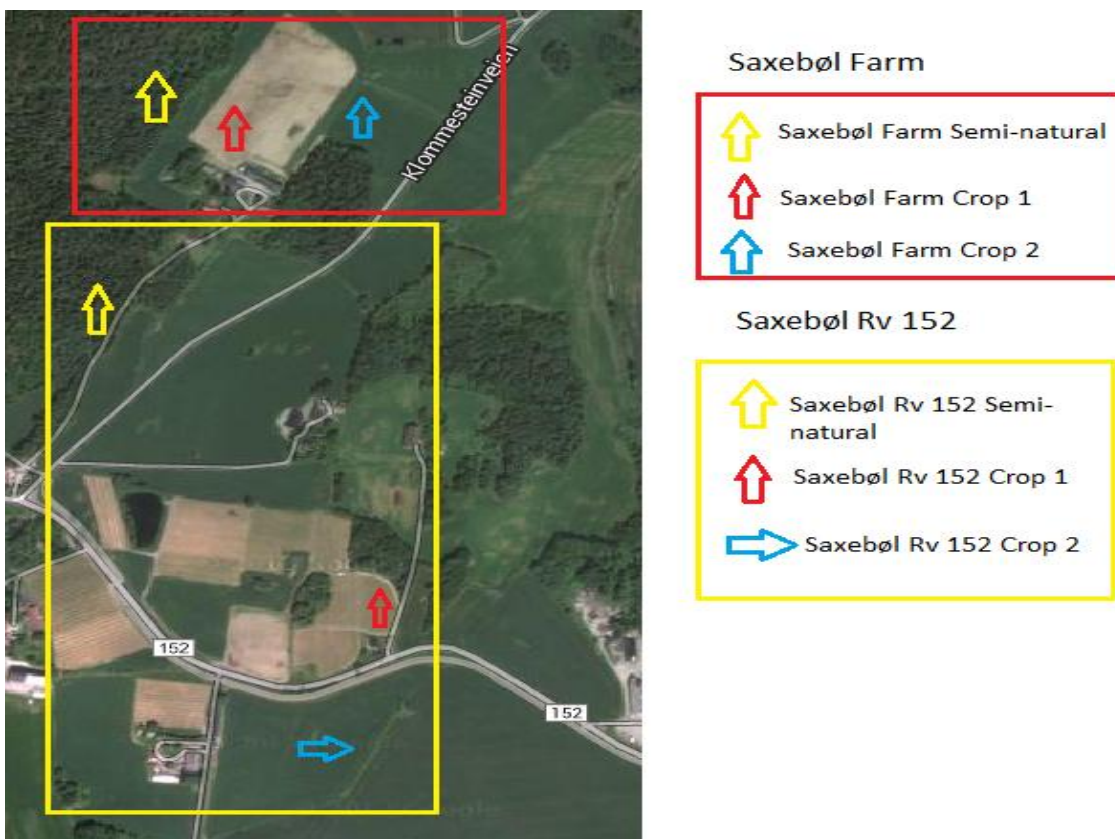 Klommesteinveien
152
152
Saxebøl Farm
Saxebøl Farm Semi-natural
Saxebøl Farm Crop 1
Saxebøl Farm Crop 2
Saxebøl Rv 152
Saxebøl Rv 152 Semi-
natural
Saxebøl Rv 152 Crop 1
Saxebøl Rv 152 Crop 2